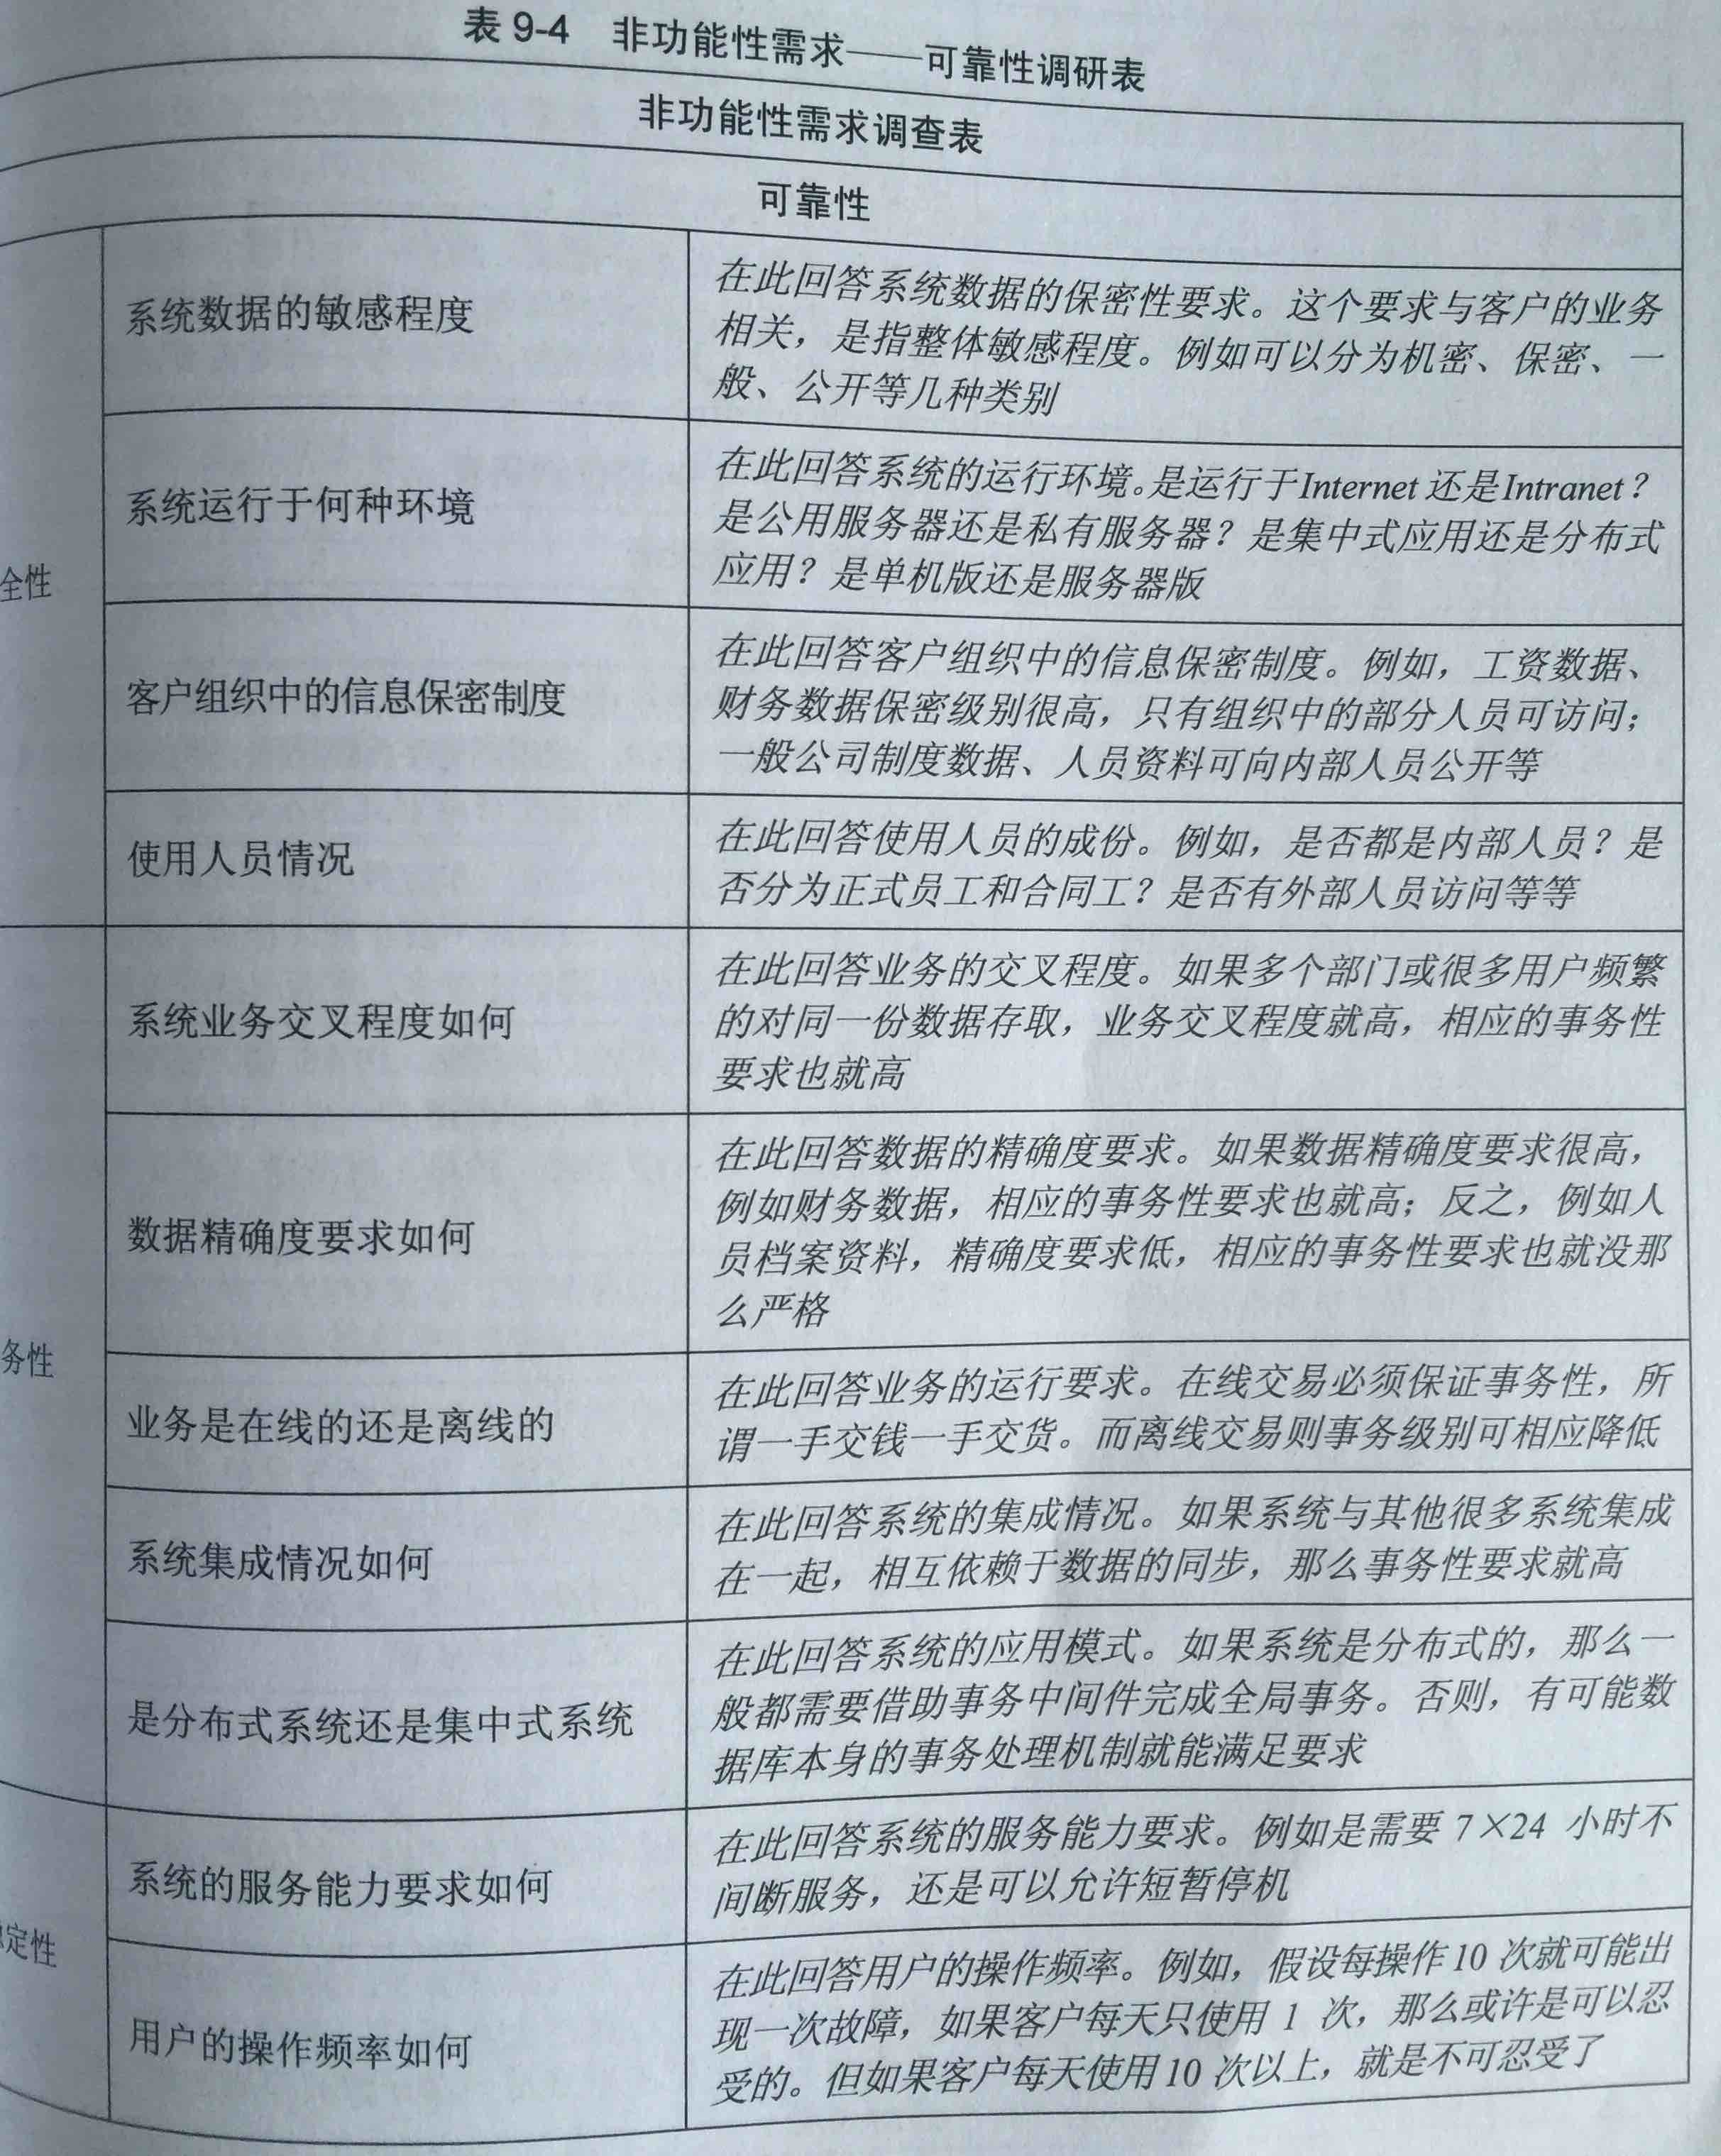 表 9-4 非功能性需求——可靠性调研表
非功能性需求调查表
可靠性
全性
系统数据的敏感程度
在此回答系统数据的保密性要求。这个要求与客户的业务
相关，是指整体敏感程度。例如可以分为机密、保密、一
般、公开等几种类别
系统运行于何种环境
在此回答系统的运行环境。是运行于Internet 还是Intranet？
是公用服务器还是私有服务器？是集中式应用还是分布式
应用？是单机版还是服务器版
客户组织中的信息保密制度
在此回答客户组织中的信息保密制度。例如，工资数据、
财务数据保密级别很高，只有组织中的部分人员可访问；
一般公司制度数据、人员资料可向内部人员公开等
使用人员情况
在此回答使用人员的成份。例如，是否都是内部人员？是
否分为正式员工和合同工？是否有外部人员访问等等
务性
系统业务交叉程度如何
在此回答业务的交叉程度。如果多个部门或很多用户频繁
的对同一份数据存取，业务交叉程度就高，相应的事务性
要求也就高
数据精确度要求如何
在此回答数据的精确度要求。如果数据精确度要求很高，
例如财务数据，相应的事务性要求也就高；反之，例如人
员档案资料，精确度要求低，相应的事务性要求也就没那
么严格
业务是在线的还是离线的
在此回答业务的运行要求。在线交易必须保证事务性，所
谓一手交钱一手交货。而离线交易则事务级别可相应降低
系统集成情况如何
在此回答系统的集成情况。如果系统与其他很多系统集成
在一起，相互依赖于数据的同步，那么事务性要求就高
是分布式系统还是集中式系统
在此回答系统的应用模式。如果系统是分布式的，那么一
般都需要借助事务中间件完成全局事务。否则，有可能数
据库本身的事务处理机制就能满足要求
定性
系统的服务能力要求如何
在此回答系统的服务能力要求。例如是需要 7×24 小时不
间断服务，还是可以允许短暂停机
用户的操作频率如何
在此回答用户的操作频率。例如，假设每操作 10 次就可能出
现一次故障，如果客户每天只使用 1 次，那么或许是可以忍
受的。但如果客户每天使用 10 次以上，就是不可忍受了